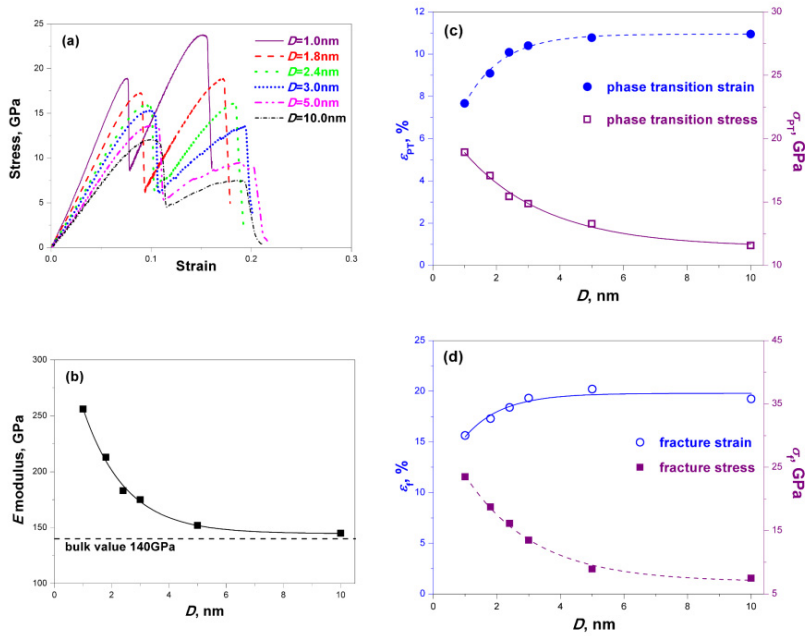 (a)
D=1.0nm
D=1.8nm
D=2.4nm
D=3.0nm
D=5.0nm
D=10.0nm
25
20
15
10
5
0
Stress, GPa
0.0
0.1
0.2
0.3
Strain
(c)
12
10
8
6
4
2
0
εPT, %
phase transition strain
phase transition stress
30
25
20
15
10
σPT, GPa
0
2
4
6
8
10
D, nm
(b)
300
250
200
150
100
E modulus, GPa
bulk value 140GPa
0
2
4
6
8
10
D, nm
(d)
25
20
15
10
5
0
εf, %
fracture strain
fracture stress
45
35
25
15
5
σf, GPa
0
2
4
6
8
10
D, nm